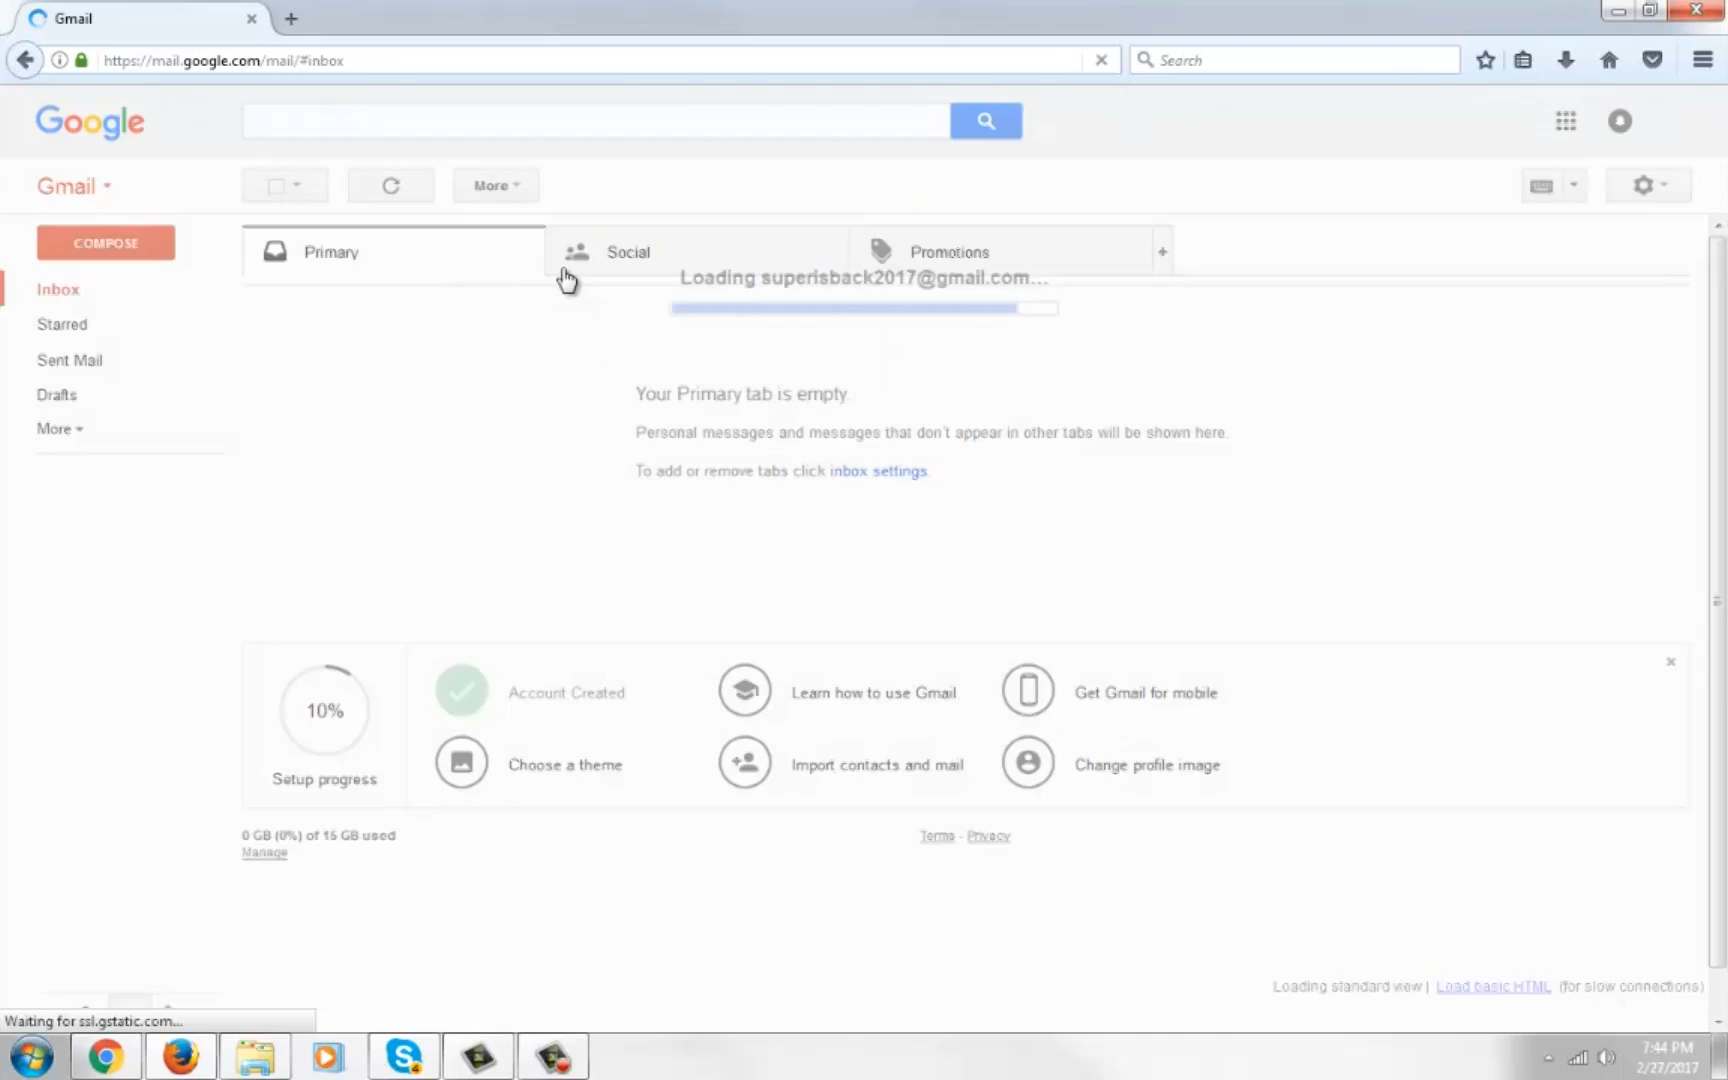 Gmail
https://mail.google.com/mail/#inbox
Search
Google
Gmail
More
COMPOSE
Primary
Social
Promotions
+
Loading superisback2017@gmail.com...
Inbox
Starred
Sent Mail
Drafts
More
Your Primary tab is empty.
Personal messages and messages that don't appear in other tabs will be shown here.
To add or remove tabs click inbox settings.
10%
Setup progress
Account Created
Learn how to use Gmail
Get Gmail for mobile
Choose a theme
Import contacts and mail
Change profile image
0 GB (0%) of 15 GB used
Manage
Terms - Privacy
Loading standard view | Load basic HTML (for slow connections)
Waiting for ssl.gstatic.com...
7:44 PM
2/27/2017